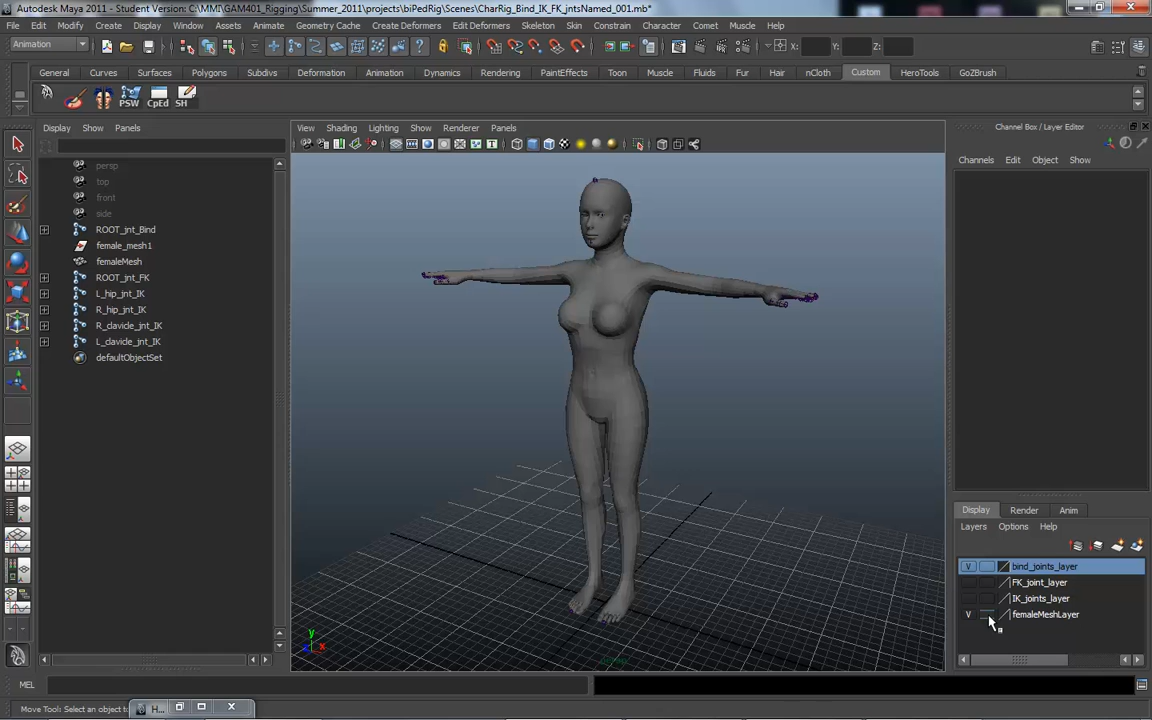 Autodesk Maya 2011 - Student Version: C:\MMI\GAM401_Rigging\Summer_2011\projects\biPedRig\Scenes\CharRig_Bind_IK_FK_jntsNamed_001.mb*
File Edit Modify Create Display Window Assets Animate Geometry Cache Create Deformers Edit Deformers Skeleton Skin Constrain Character Comet Muscle Help
Animation X: Y: Z:
General Curves Surfaces Polygons Subdivs Deformation Animation Dynamics Rendering PaintEffects Toon Muscle Fluids Fur Hair nCloth Custom HeroTools GoZBrush
PSW CpEd SH
Display Show Panels
View Shading Lighting Show Renderer Panels
Channel Box / Layer Editor
Channels Edit Object Show
persp
top
front
side
ROOT_jnt_Bind
female_mesh1
femaleMesh
ROOT_jnt_FK
L_hip_jnt_IK
R_hip_jnt_IK
R_clavicle_jnt_IK
L_clavicle_jnt_IK
defaultObjectSet
Display Render Anim
Layers Options Help
V bind_joints_layer
FK_joint_layer
IK_joints_layer
V femaleMeshLayer
y
x
persp
MEL
Move Tool: Select an object to
H...